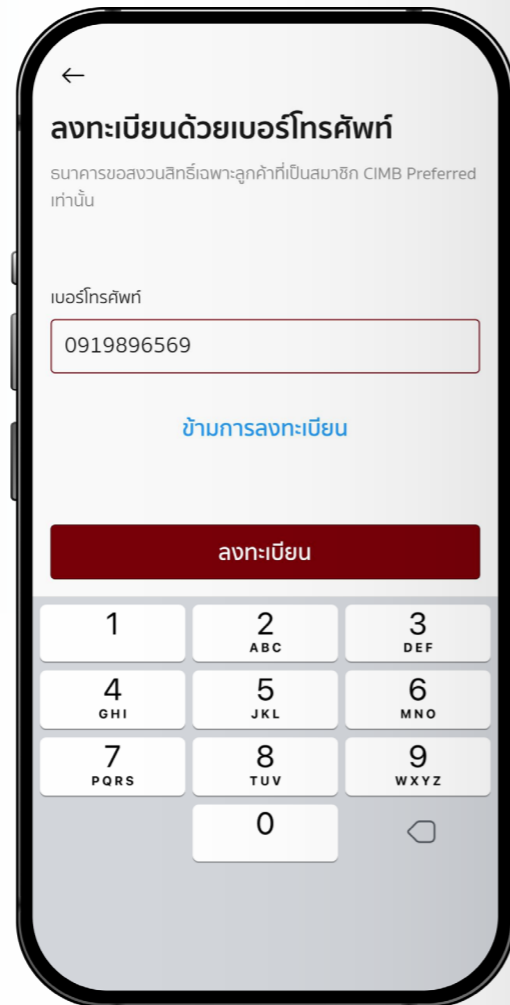 ลงทะเบียนด้วยเบอร์โทรศัพท์
ธนาคารขอสงวนสิทธิ์เฉพาะลูกค้าที่เป็นสมาชิก CIMB Preferred
เท่านั้น
เบอร์โทรศัพท์
0919896569
ข้ามการลงทะเบียน
ลงทะเบียน
1 2 3
ABC DEF
4 5 6
GHI JKL MNO
7 8 9
PQRS TUV WXYZ
0